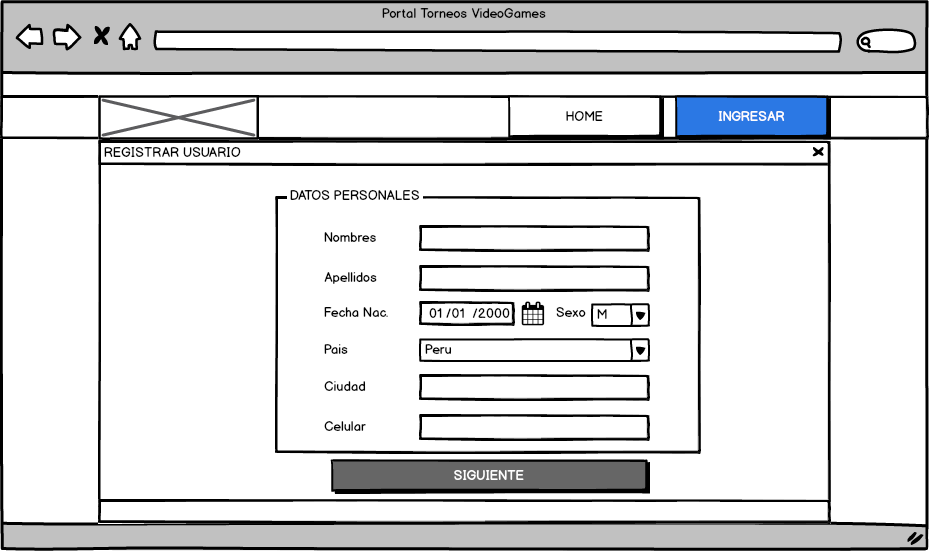 Portal Torneos VideoGames
HOME
INGRESAR
REGISTRAR USUARIO
DATOS PERSONALES
Nombres
Apellidos
Fecha Nac. 01/01 /2000 Sexo M
Pais Peru
Ciudad
Celular
SIGUIENTE